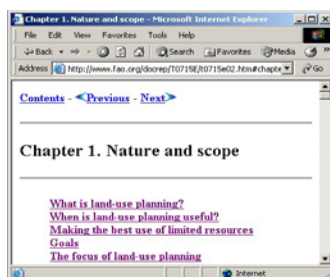 Chapter 1. Nature and scope - Microsoft Internet Explorer
File Edit View Favorites Tools Help
Back Search Favorites Media »
Address http://www.fao.org/docrep/T0715E/t0715e02.htm#chapte Go
Contents - Previous - Next
Chapter 1. Nature and scope
What is land-use planning?
When is land-use planning useful?
Making the best use of limited resources
Goals
The focus of land-use planning
Internet